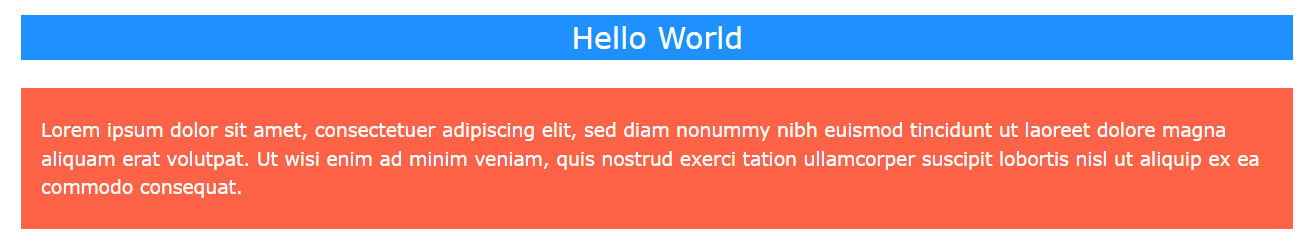 Hello World
Lorem ipsum dolor sit amet, consectetuer adipiscing elit, sed diam nonummy nibh euismod tincidunt ut laoreet dolore magna
aliquam erat volutpat. Ut wisi enim ad minim veniam, quis nostrud exerci tation ullamcorper suscipit lobortis nisl ut aliquip ex ea
commodo consequat.